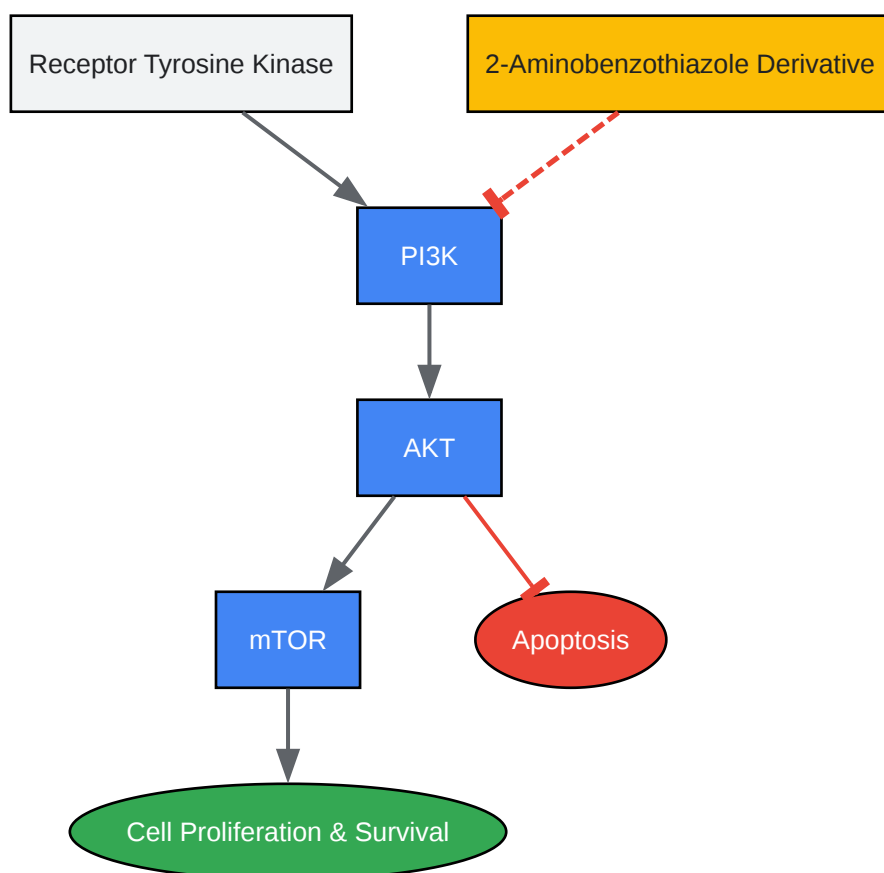 Receptor Tyrosine Kinase
2-Aminobenzothiazole Derivative
PI3K
AKT
mTOR
Apoptosis
Cell Proliferation & Survival